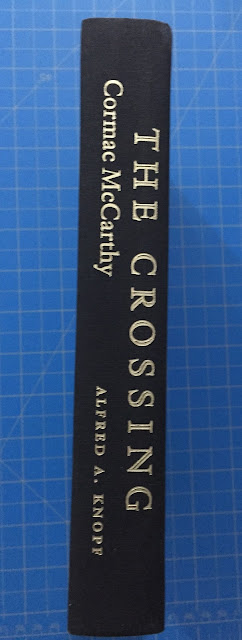 THE CROSSING
Cormac McCarthy
ALFRED A. KNOPF